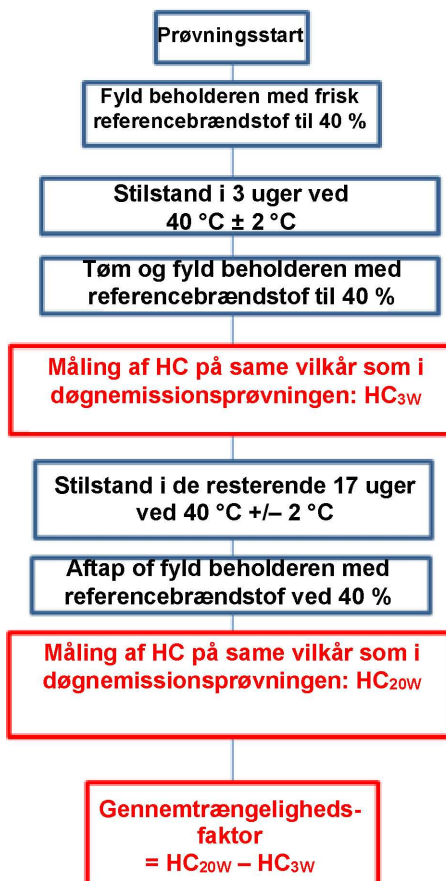 Prøvningsstart
Fyld beholderen med frisk
referencebrændstof til 40 %
Stilstand i 3 uger ved
40 °C ± 2 °C
Tøm og fyld beholderen med
referencebrændstof til 40 %
Måling af HC på same vilkår som i
døgnemissionsprøvningen: HC3W
Stilstand i de resterende 17 uger
ved 40 °C +/– 2 °C
Aftap of fyld beholderen med
referencebrændstof ved 40 %
Måling af HC på same vilkår som i
døgnemissionsprøvningen: HC20W
Gennemtrængeligheds-
faktor
= HC20W – HC3W